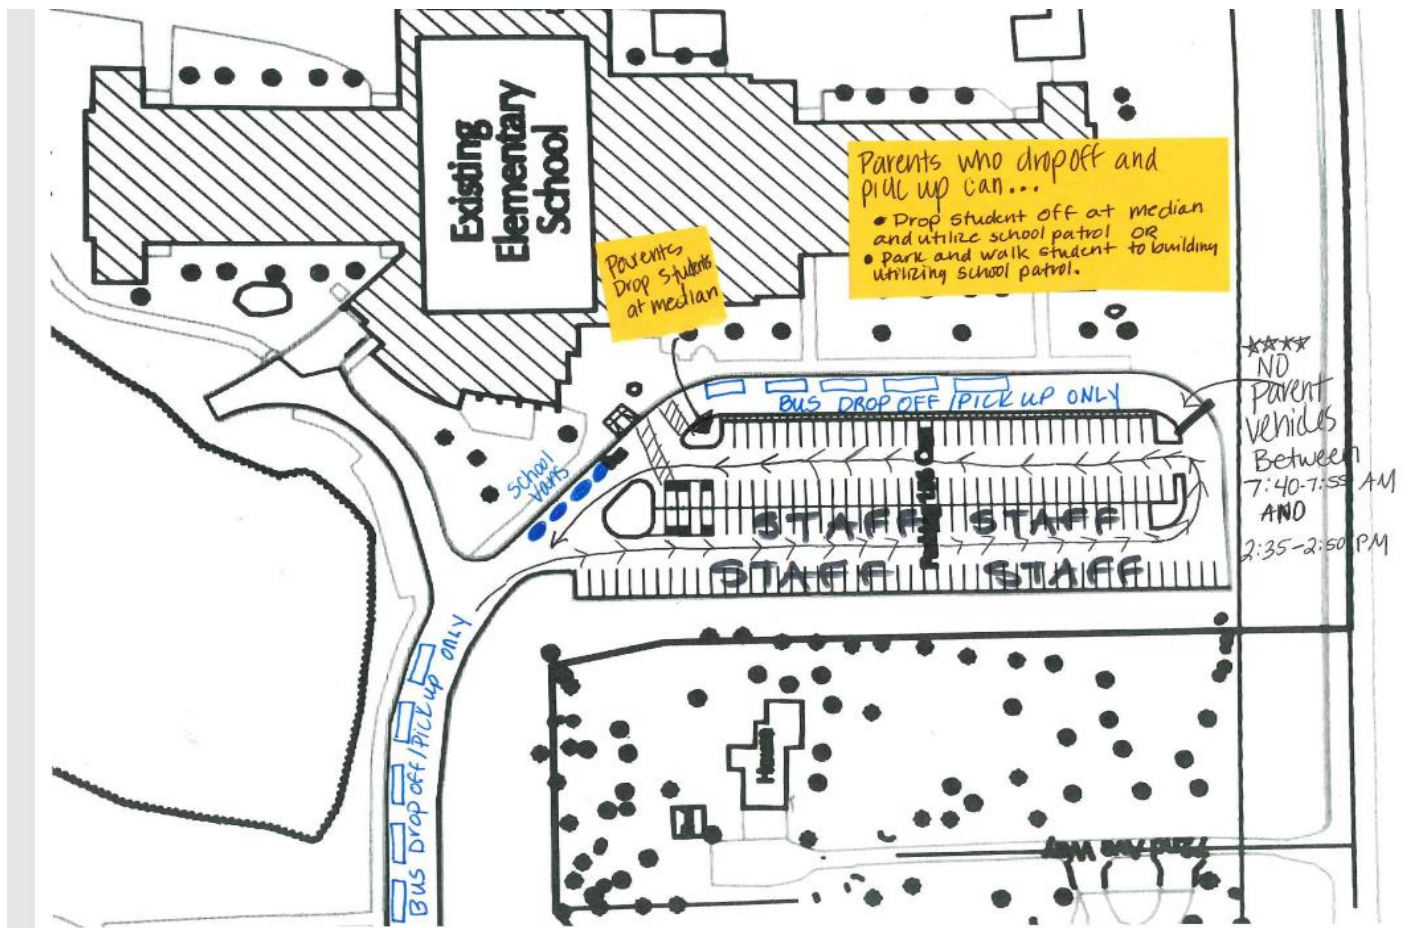 Existing
Elementary
School
Parents who dropoff and
pick up can...
• Drop student off at median
and utilize school patrol OR
• Park and walk student to building
utilizing school patrol.
Parents
Drop Students
at median
****
NO
Parent
vehicles
Between
7:40-7:55 AM
AND
2:35-2:50 PM
BUS DROP OFF/PICK UP ONLY
School
Vans
STAFF STAFF
STAFF STAFF
BUS Drop off/Pick up ONLY
House